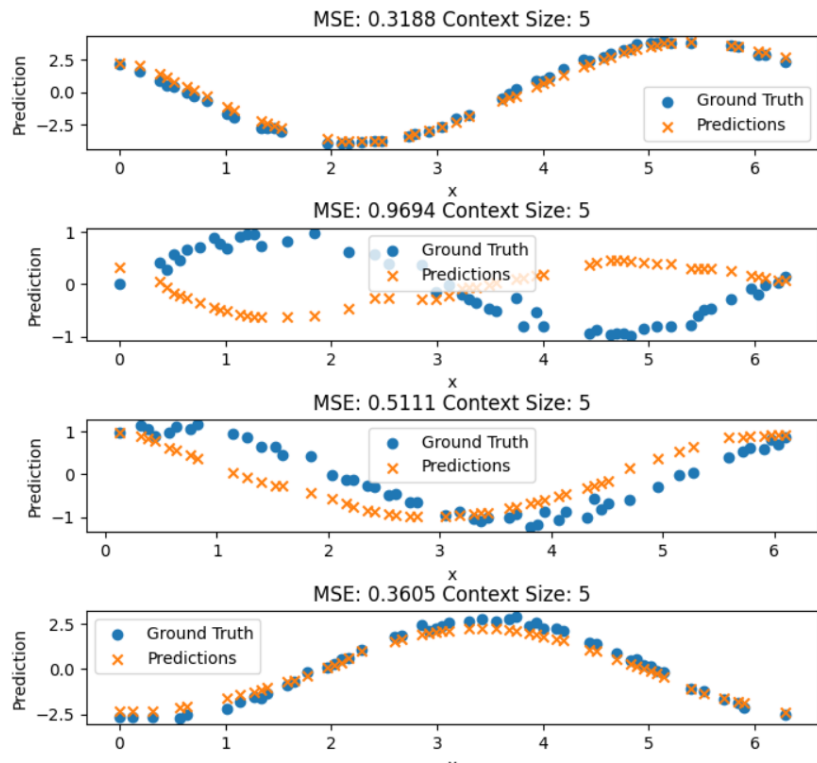 MSE: 0.3188 Context Size: 5
Prediction
2.5
0.0
−2.5
Ground Truth
Predictions
0 1 2 3 4 5 6
x
MSE: 0.9694 Context Size: 5
Prediction
1
0
−1
Ground Truth
Predictions
0 1 2 3 4 5 6
x
MSE: 0.5111 Context Size: 5
Prediction
1
0
−1
Ground Truth
Predictions
0 1 2 3 4 5 6
x
MSE: 0.3605 Context Size: 5
Prediction
2.5
0.0
−2.5
Ground Truth
Predictions
0 1 2 3 4 5 6